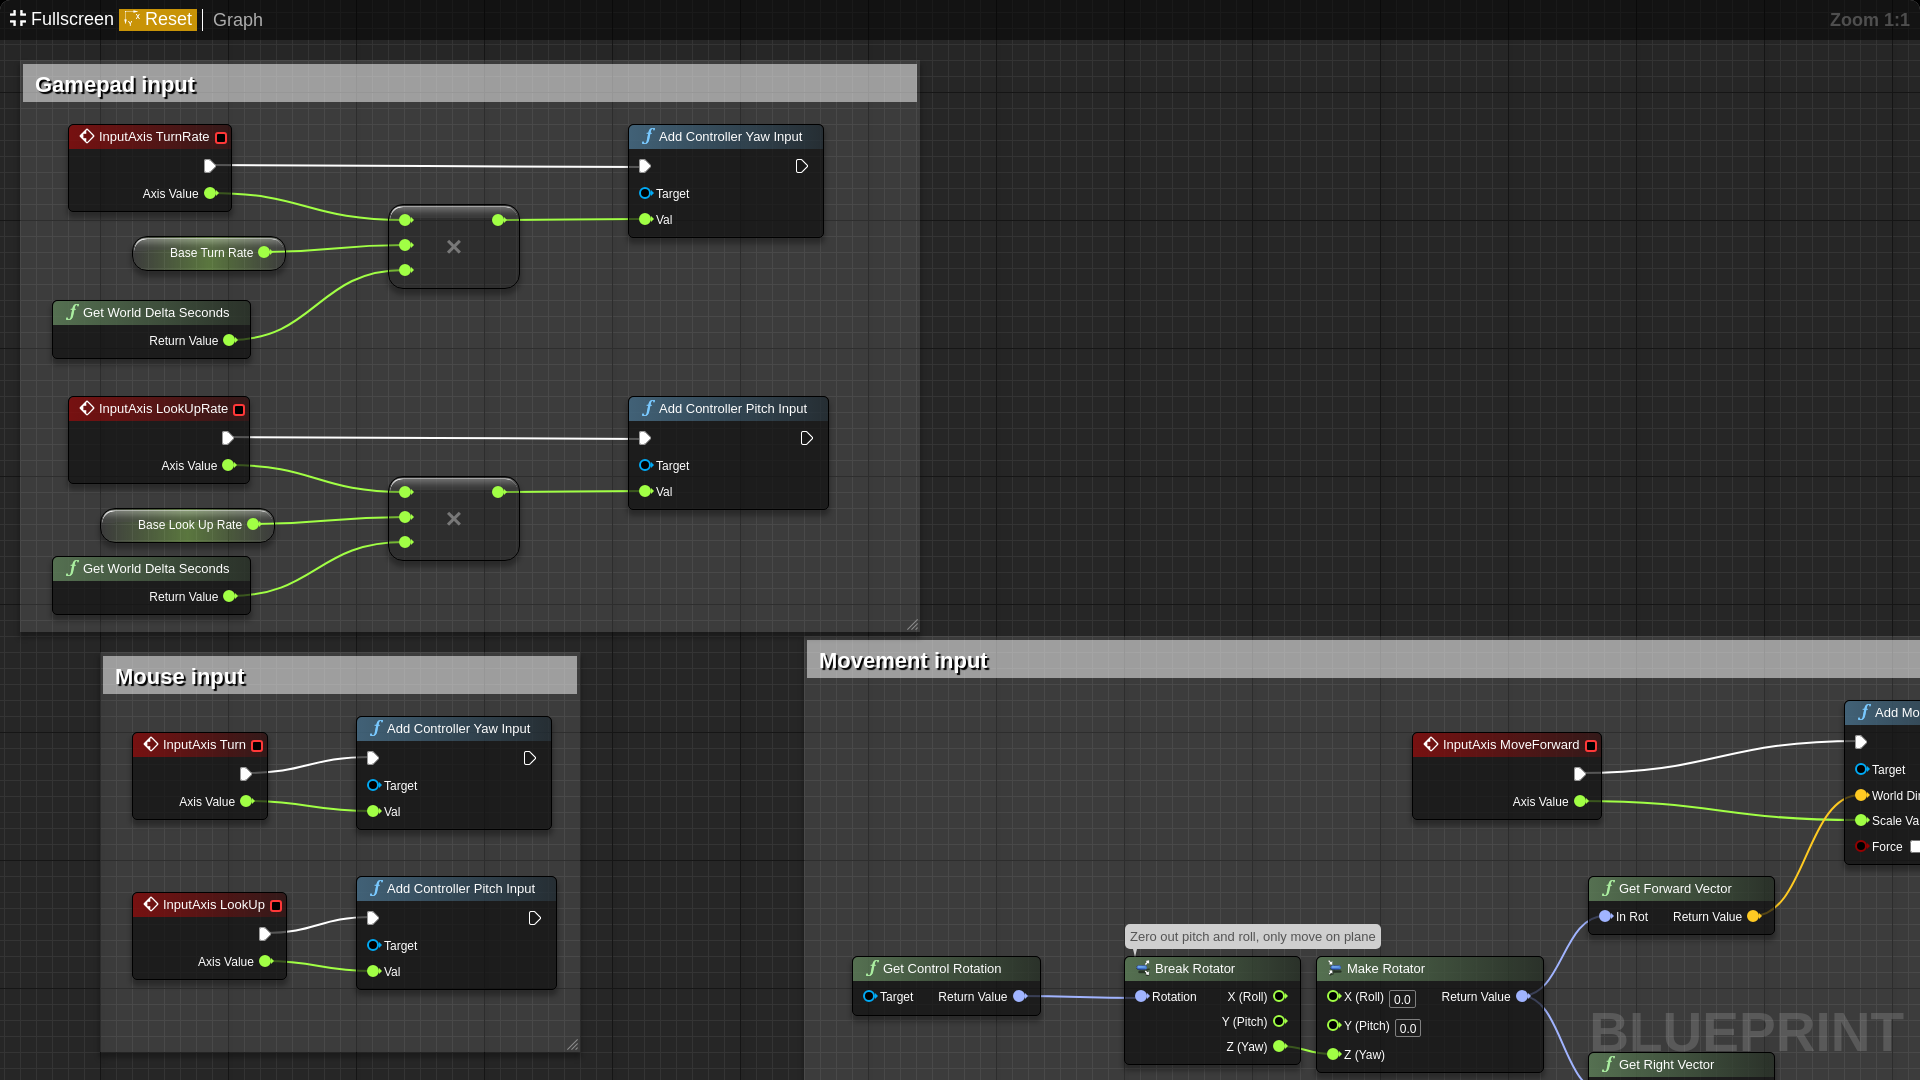 Fullscreen Reset Graph Zoom 1:1
Gamepad input
InputAxis TurnRate
Axis Value
Add Controller Yaw Input
Target
Val
Base Turn Rate
Get World Delta Seconds
Return Value
InputAxis LookUpRate
Axis Value
Add Controller Pitch Input
Target
Val
Base Look Up Rate
Get World Delta Seconds
Return Value
Mouse input
InputAxis Turn
Axis Value
Add Controller Yaw Input
Target
Val
InputAxis LookUp
Axis Value
Add Controller Pitch Input
Target
Val
Movement input
InputAxis MoveForward
Axis Value
Add Mo
Target
World Dir
Scale Va
Force
Get Forward Vector
In Rot Return Value
Zero out pitch and roll, only move on plane
Get Control Rotation
Target Return Value
Break Rotator
Rotation X (Roll)
Y (Pitch)
Z (Yaw)
Make Rotator
X (Roll) 0.0 Return Value
Y (Pitch) 0.0
Z (Yaw)
Get Right Vector
BLUEPRINT